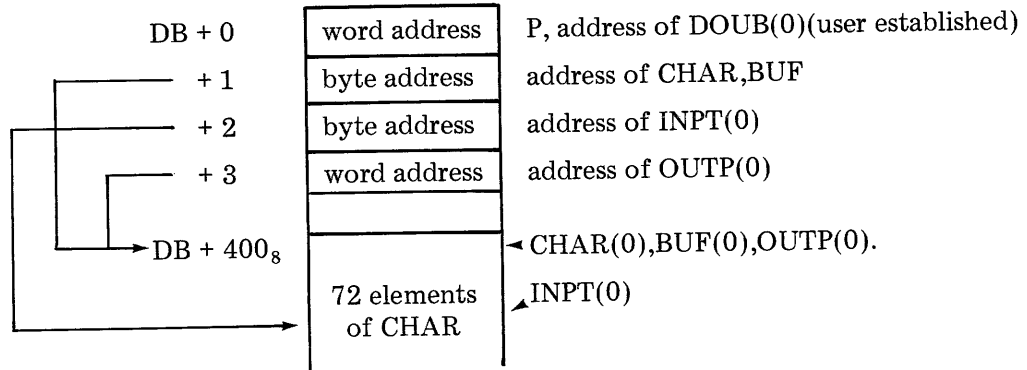 DB + 0 word address P, address of DOUB(0)(user established)
+ 1 byte address address of CHAR,BUF
+ 2 byte address address of INPT(0)
+ 3 word address address of OUTP(0)
DB + 400₈ CHAR(0),BUF(0),OUTP(0).
72 elements INPT(0)
of CHAR